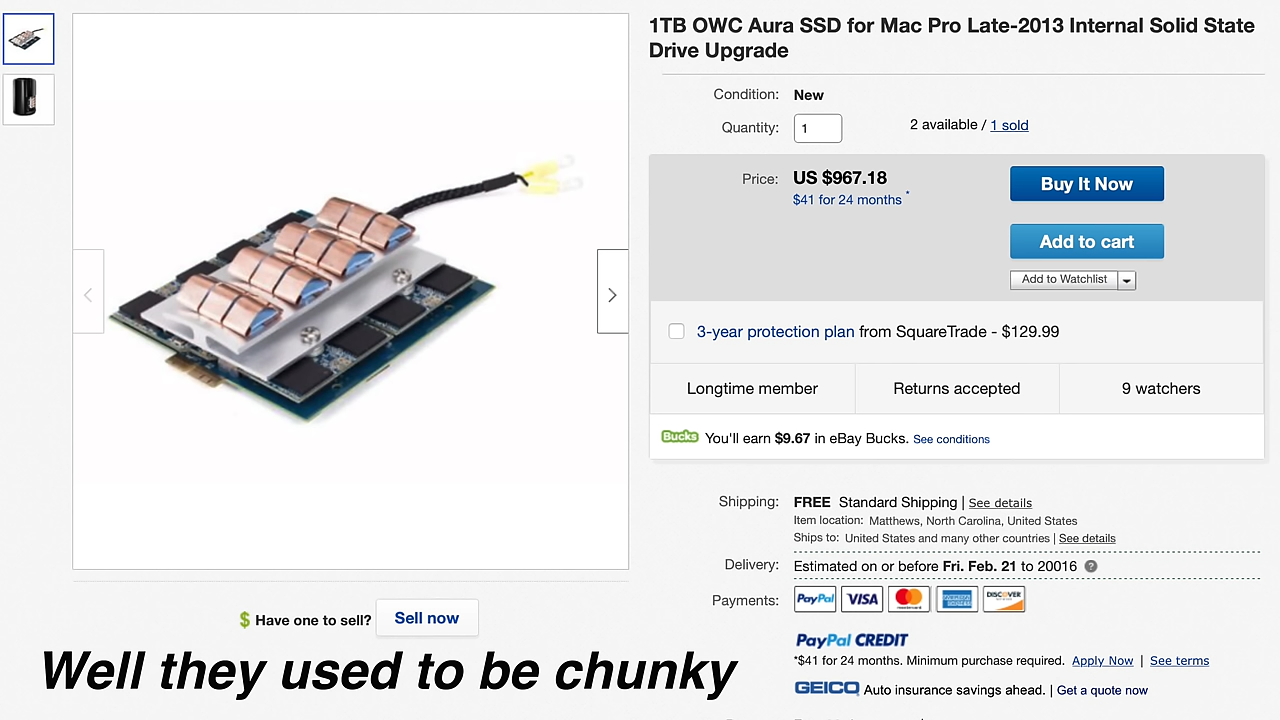 1TB OWC Aura SSD for Mac Pro Late-2013 Internal Solid State
Drive Upgrade
Condition: New
Quantity: 1 2 available / 1 sold
Price: US $967.18
$41 for 24 months *
Buy It Now
Add to cart
Add to Watchlist
3-year protection plan from SquareTrade - $129.99
Longtime member Returns accepted 9 watchers
Bucks You'll earn $9.67 in eBay Bucks. See conditions
Shipping: FREE Standard Shipping | See details
Item location: Matthews, North Carolina, United States
Ships to: United States and many other countries | See details
Delivery: Estimated on or before Fri. Feb. 21 to 20016 ?
Payments: PayPal VISA mastercard AMERICAN EXPRESS DISCOVER
PayPal CREDIT
*$41 for 24 months. Minimum purchase required. Apply Now | See terms
GEICO Auto insurance savings ahead. | Get a quote now
$ Have one to sell? Sell now
Well they used to be chunky